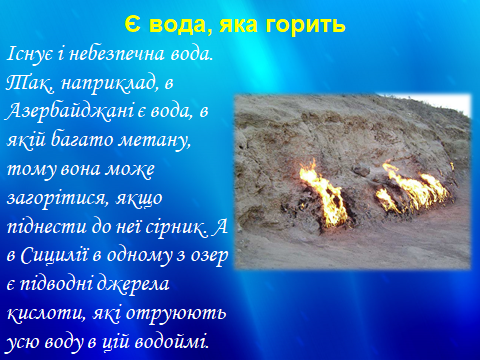 Є вода, яка горить
Існує і небезпечна вода.
Так, наприклад, в
Азербайджані є вода, в
якій багато метану,
тому вона може
загорітися, якщо
піднести до неї сірник. А
в Сицилії в одному з озер
є підводні джерела
кислоти, які отруюють
усю воду в цій водоймі.